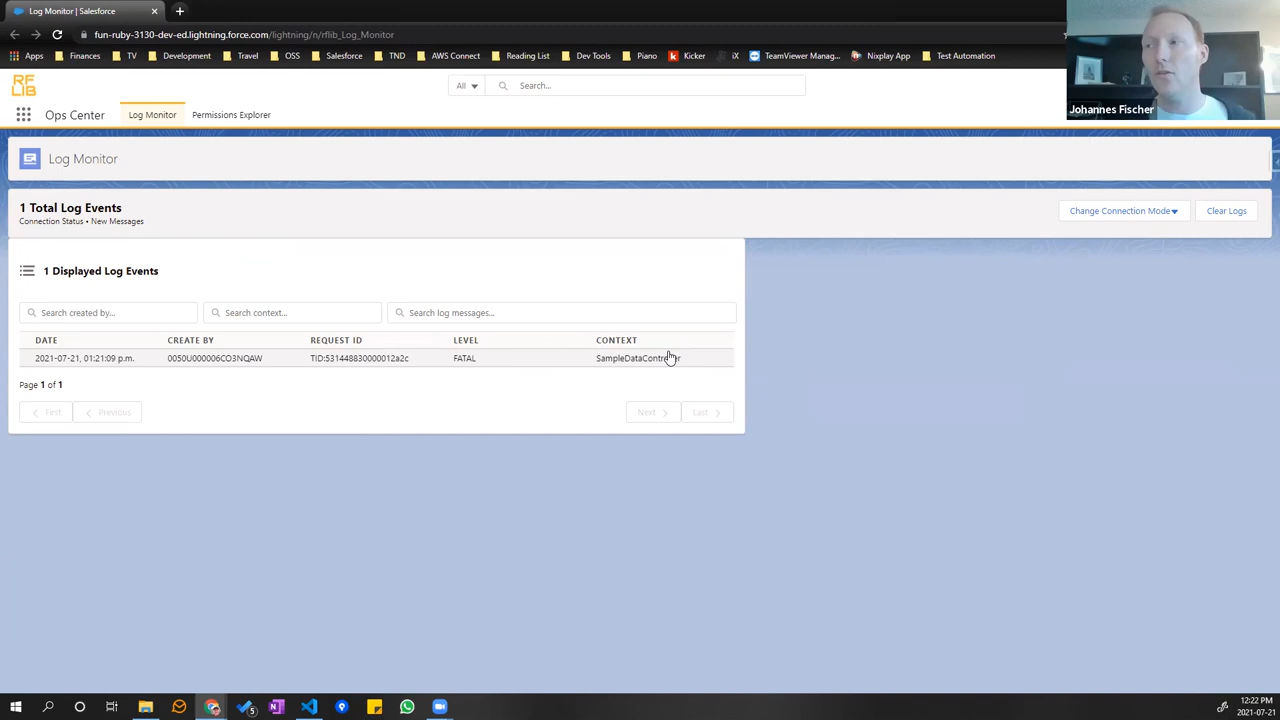 Log Monitor | Salesforce
fun-ruby-3130-dev-ed.lightning.force.com/lightning/n/rflib_Log_Monitor
Apps Finances TV Development Travel OSS Salesforce TND AWS Connect Reading List Dev Tools Piano Kicker iX TeamViewer Manag... Nixplay App Test Automation
RF
LIB
All Search...
Ops Center Log Monitor Permissions Explorer
Johannes Fischer
Log Monitor
1 Total Log Events
Connection Status • New Messages
Change Connection Mode Clear Logs
1 Displayed Log Events
Search created by... Search context... Search log messages...
DATE CREATE BY REQUEST ID LEVEL CONTEXT
2021-07-21, 01:21:09 p.m. 0050U000006CO3NQAW TID:531448830000012a2c FATAL SampleDataController
Page 1 of 1
First Previous Next Last
12:22 PM
2021-07-21